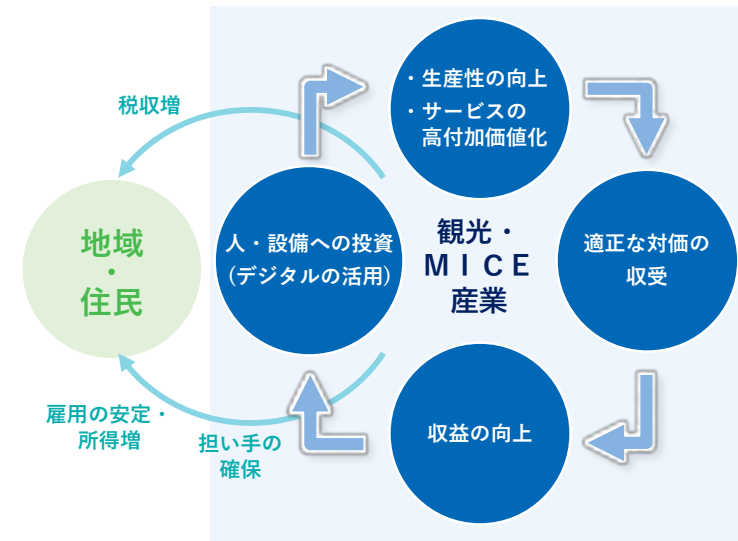 税収増
・生産性の向上
・サービスの
高付加価値化
地域
・
住民
人・設備への投資
(デジタルの活用)
観光・
ＭＩＣＥ
産業
適正な対価の
収受
雇用の安定・
所得増
担い手の
確保
収益の向上